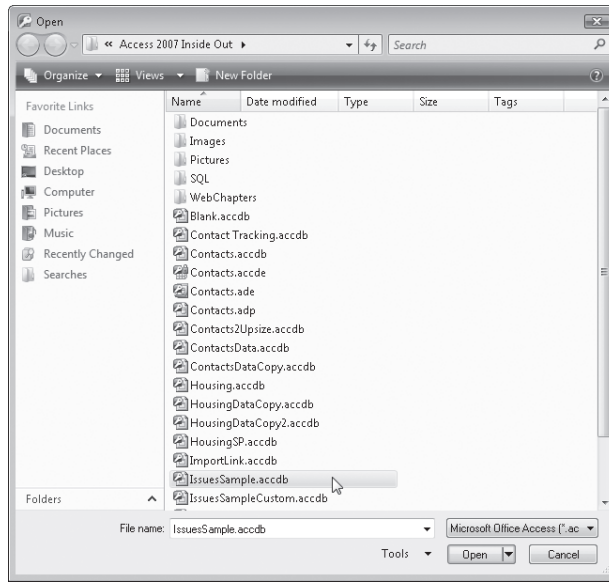 Open
« Access 2007 Inside Out
Search
Organize Views New Folder
Favorite Links
Documents
Recent Places
Desktop
Computer
Pictures
Music
Recently Changed
Searches
Folders
Name Date modified Type Size Tags
Documents
Images
Pictures
SQL
WebChapters
Blank.accdb
Contact Tracking.accdb
Contacts.accdb
Contacts.accde
Contacts.ade
Contacts.adp
Contacts2Upsize.accdb
ContactsData.accdb
ContactsDataCopy.accdb
Housing.accdb
HousingDataCopy.accdb
HousingDataCopy2.accdb
HousingSP.accdb
ImportLink.accdb
IssuesSample.accdb
IssuesSampleCustom.accdb
File name: IssuesSample.accdb
Microsoft Office Access (*.ac
Tools Open Cancel